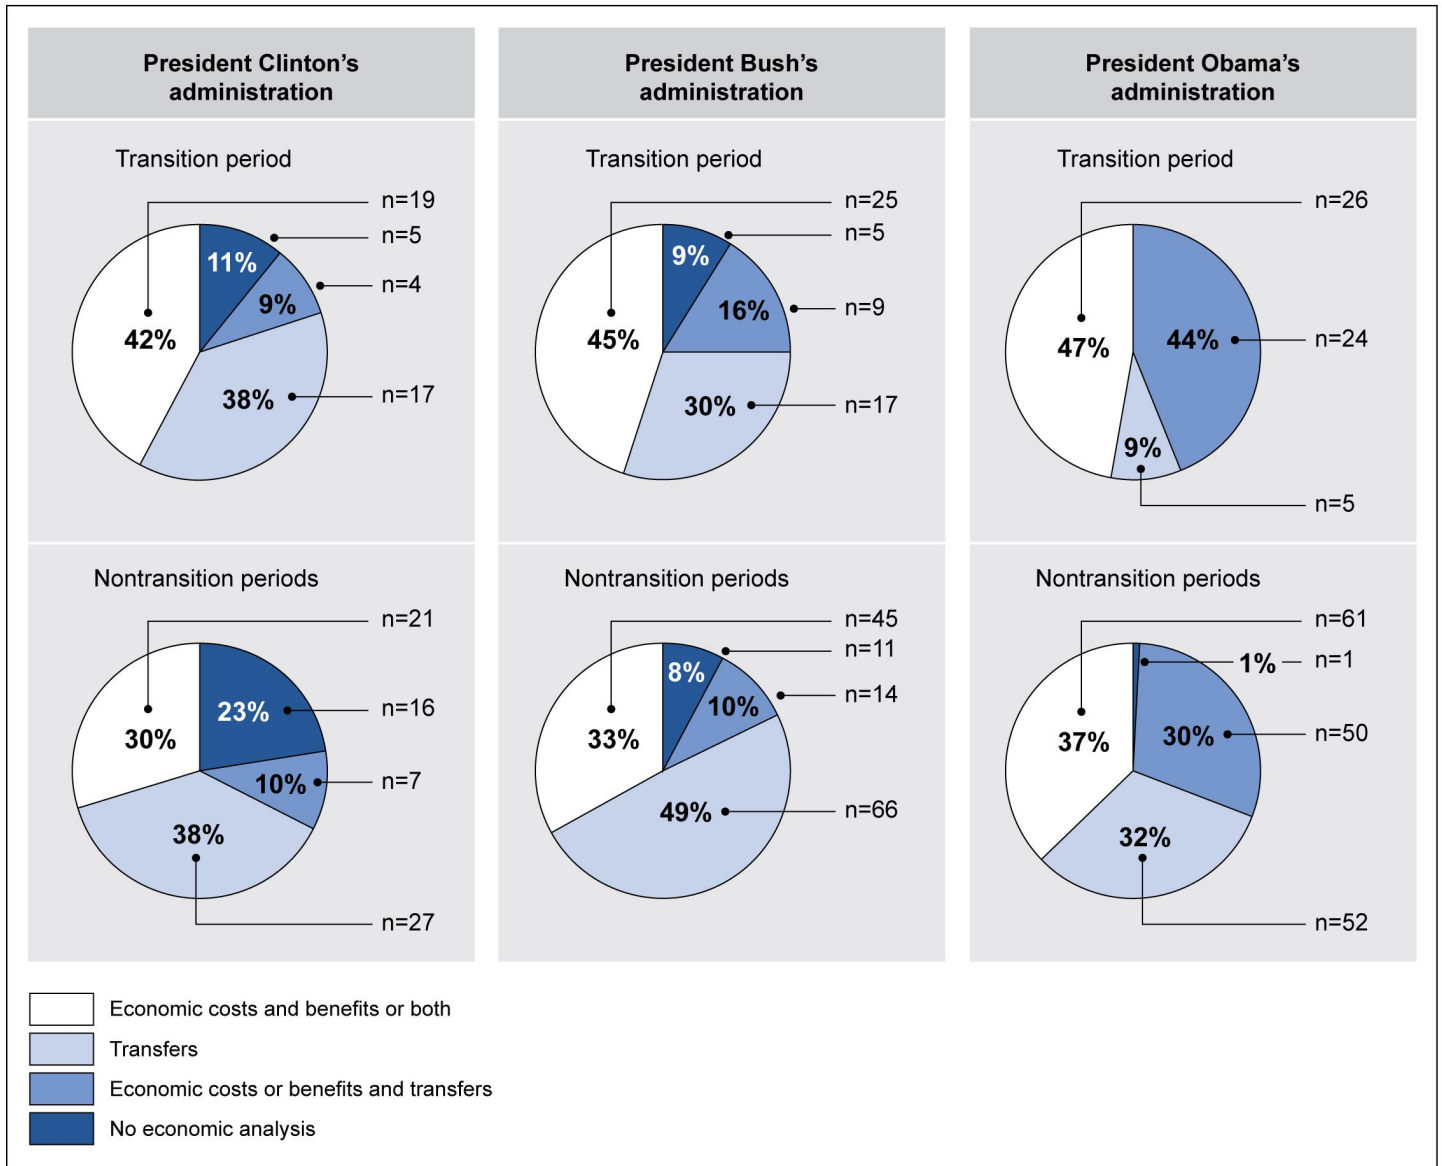 President Clinton’s
administration
President Bush’s
administration
President Obama’s
administration
Transition period
n=19
n=5
11%
n=4
9%
42%
38%
n=17
Transition period
n=25
n=5
9%
16%
n=9
45%
30%
n=17
Transition period
n=26
47%
44%
n=24
9%
n=5
Nontransition periods
n=21
23%
n=16
30%
10%
n=7
38%
n=27
Nontransition periods
n=45
n=11
8%
n=14
10%
33%
49%
n=66
Nontransition periods
n=61
1%
n=1
37%
30%
n=50
32%
n=52
Economic costs and benefits or both
Transfers
Economic costs or benefits and transfers
No economic analysis